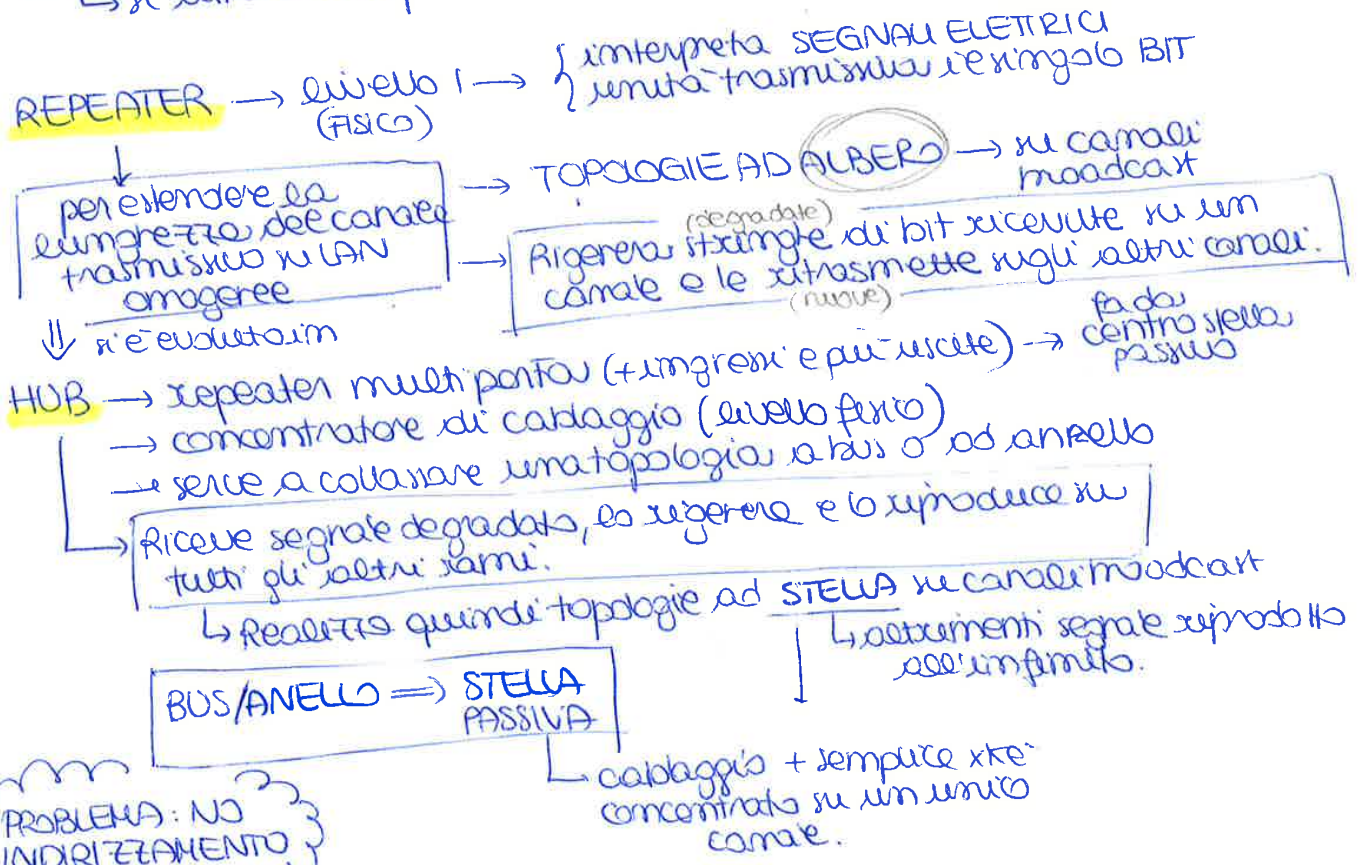 REPEATER → livello 1 → { interpreta SEGNALI ELETTRICI
unità trasmissiva è singolo BIT
(FISICO)
per estendere la
lunghezza del canale
trasmissivo su LAN
omogenee
→ TOPOLOGIE AD ALBERO → su canali
broadcast
(degradate)
→ Rigenera stringhe di bit ricevute su un
canale e le ritrasmette sugli altri canali.
(nuove)
⇓ si è evoluto in
HUB → repeater multiporta (+ ingressi e più uscite) → fa da
centro stella
passivo
→ concentratore di cablaggio (livello fisico)
→ serve a collassare una topologia a bus o ad anello
→ Riceve segnale degradato, lo rigenera e lo riproduce su
tutti gli altri rami.
↳ Realizza quindi topologie ad STELLA su canali broadcast
↳ altrimenti segnale riprodotto
all'infinito.
BUS/ANELLO ⇒ STELLA
PASSIVA
cablaggio + semplice xkè
concentrato su un unico
canale.
PROBLEMA: NO
INDIRIZZAMENTO